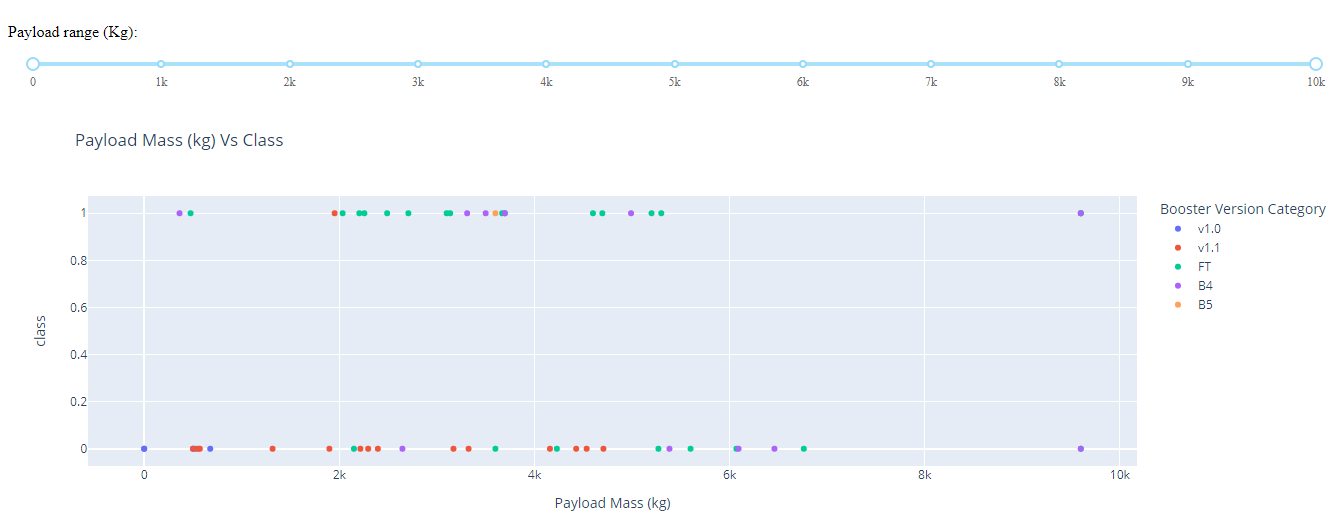 Payload range (Kg):
0 1k 2k 3k 4k 5k 6k 7k 8k 9k 10k
Payload Mass (kg) Vs Class
1
0.8
0.6
0.4
0.2
0
class
0 2k 4k 6k 8k 10k
Payload Mass (kg)
Booster Version Category
v1.0
v1.1
FT
B4
B5